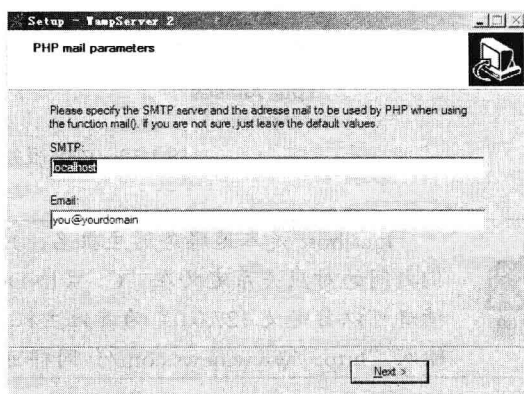 Setup - WampServer 2
PHP mail parameters
Please specify the SMTP server and the adresse mail to be used by PHP when using
the function mail(). if you are not sure, just leave the default values.
SMTP:
localhost
Email:
you@yourdomain
Next >